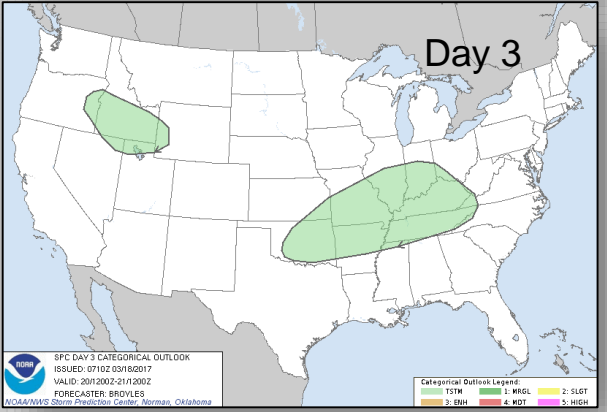 Day 3
SPC DAY 3 CATEGORICAL OUTLOOK
ISSUED: 0710Z 03/18/2017
VALID: 20/1200Z-21/1200Z
FORECASTER: BROYLES
NOAA/NWS Storm Prediction Center, Norman, Oklahoma
NOAA
Categorical Outlook Legend:
TSTM 1: MRGL 2: SLGT
3: ENH 4: MDT 5: HIGH